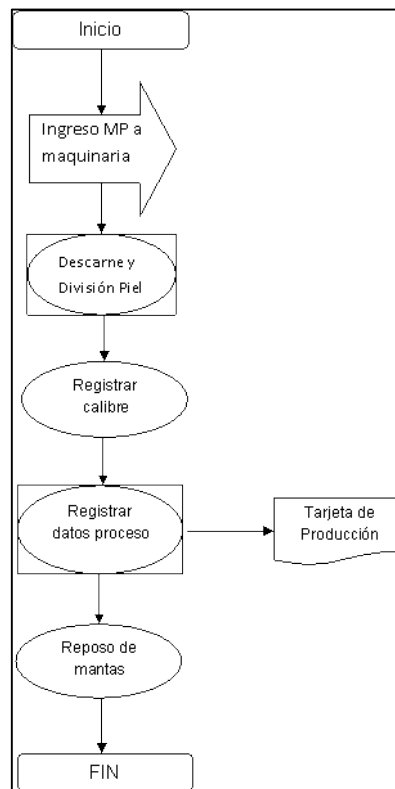 Inicio
Ingreso MP a
maquinaria
Descarne y
División Piel
Registrar
calibre
Registrar
datos proceso
Tarjeta de
Producción
Reposo de
mantas
FIN